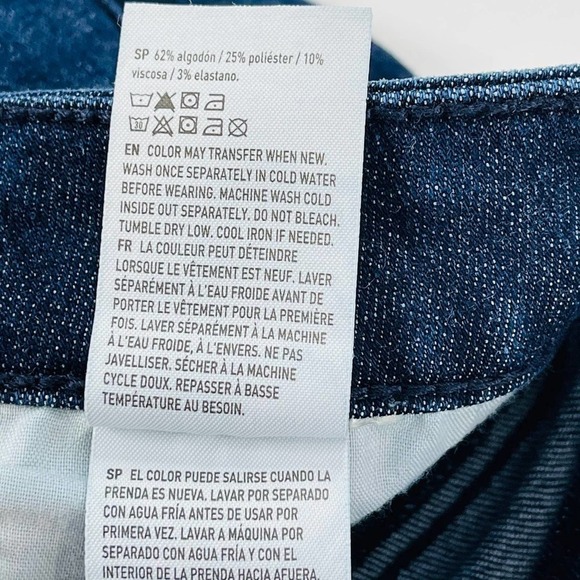 SP 62% algodón / 25% poliéster / 10%
viscosa / 3% elastano.
30
EN COLOR MAY TRANSFER WHEN NEW.
WASH ONCE SEPARATELY IN COLD WATER
BEFORE WEARING. MACHINE WASH COLD
INSIDE OUT SEPARATELY. DO NOT BLEACH.
TUMBLE DRY LOW. COOL IRON IF NEEDED.
FR LA COULEUR PEUT DÉTEINDRE
LORSQUE LE VÊTEMENT EST NEUF. LAVER
SÉPARÉMENT À L'EAU FROIDE AVANT DE
PORTER LE VÊTEMENT POUR LA PREMIÈRE
FOIS. LAVER SÉPARÉMENT À LA MACHINE
À L'EAU FROIDE, À L'ENVERS. NE PAS
JAVELLISER. SÉCHER À LA MACHINE
CYCLE DOUX. REPASSER À BASSE
TEMPÉRATURE AU BESOIN.
SP EL COLOR PUEDE SALIRSE CUANDO LA
PRENDA ES NUEVA. LAVAR POR SEPARADO
CON AGUA FRÍA ANTES DE USAR POR
PRIMERA VEZ. LAVAR A MÁQUINA POR
SEPARADO CON AGUA FRÍA Y CON EL
INTERIOR DE LA PRENDA HACIA AFUERA.